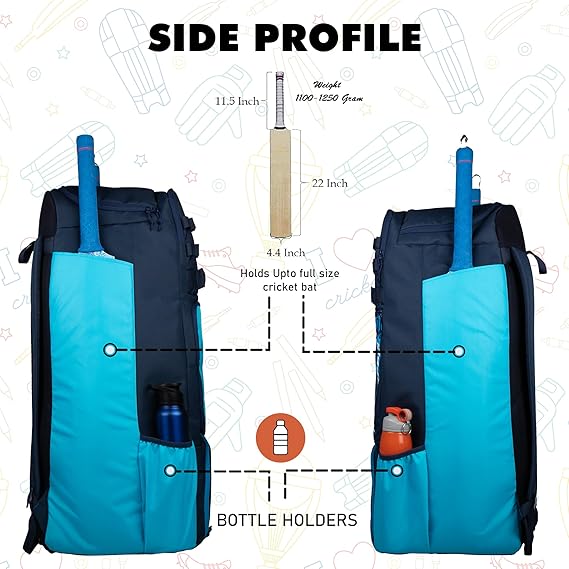 SIDE PROFILE
Weight
1100-1250 Gram
11.5 Inch
22 Inch
4.4 Inch
Holds Upto full size
cricket bat
BOTTLE HOLDERS
I
cricket